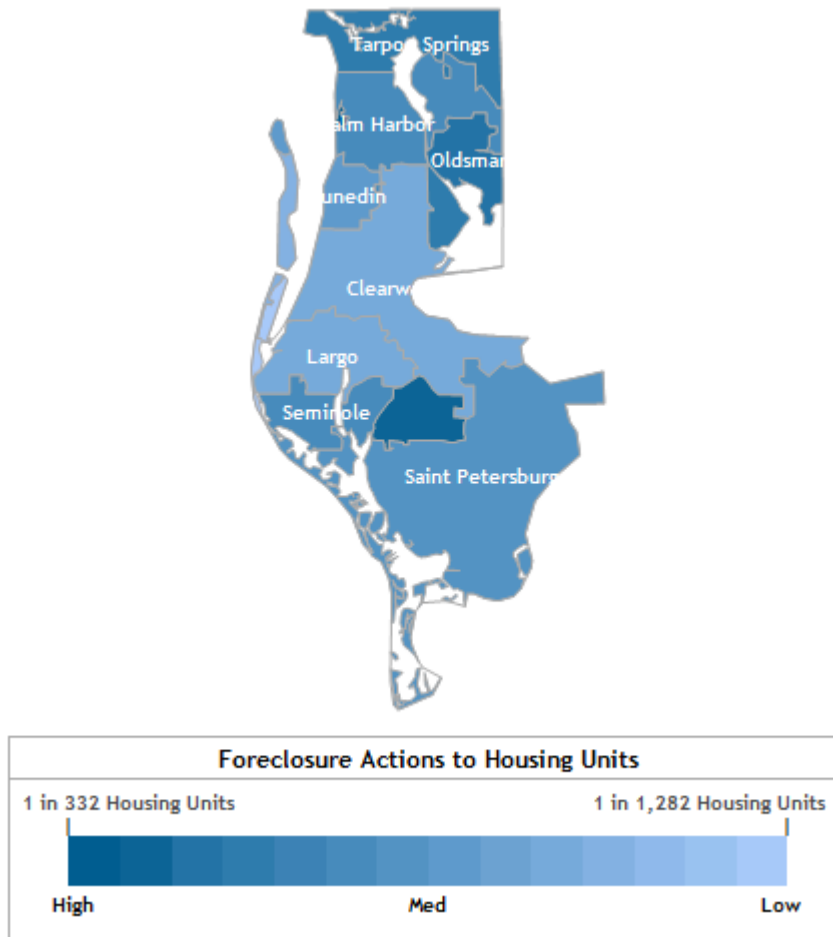 Tarpo Springs
alm Harbor
Oldsmar
unedin
Clearw
Largo
Seminole
Saint Petersburg
Foreclosure Actions to Housing Units
1 in 332 Housing Units 1 in 1,282 Housing Units
High Med Low